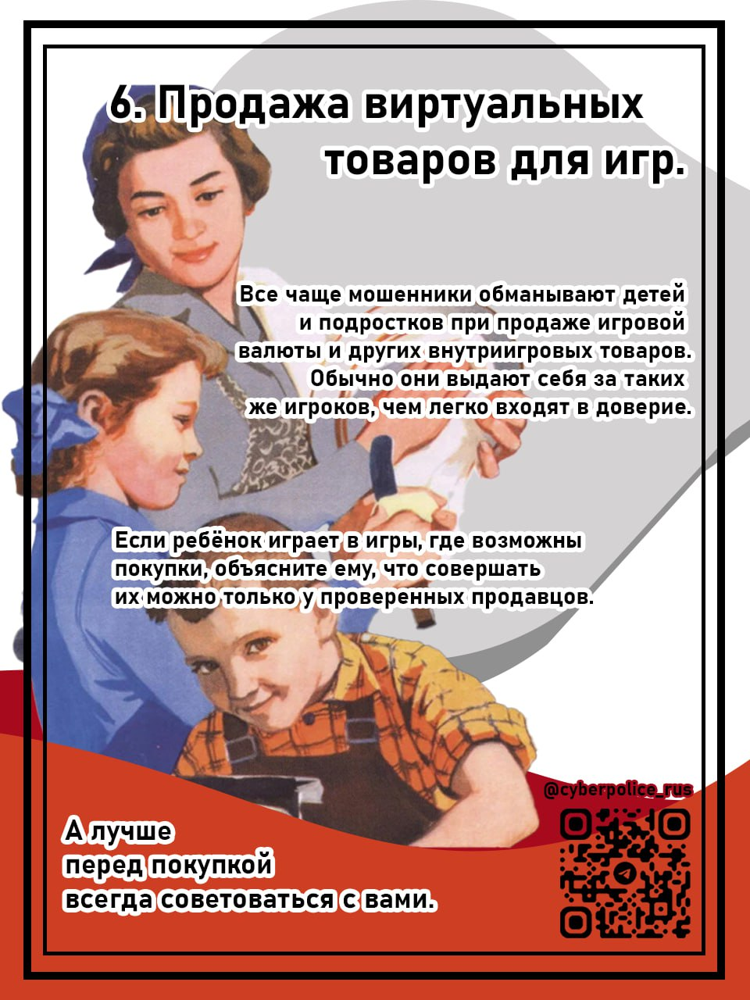 6. Продажа виртуальных
товаров для игр.
Все чаще мошенники обманывают детей
и подростков при продаже игровой
валюты и других внутриигровых товаров.
Обычно они выдают себя за таких
же игроков, чем легко входят в доверие.
Если ребёнок играет в игры, где возможны
покупки, объясните ему, что совершать
их можно только у проверенных продавцов.
@cyberpolice_rus
А лучше
перед покупкой
всегда советоваться с вами.